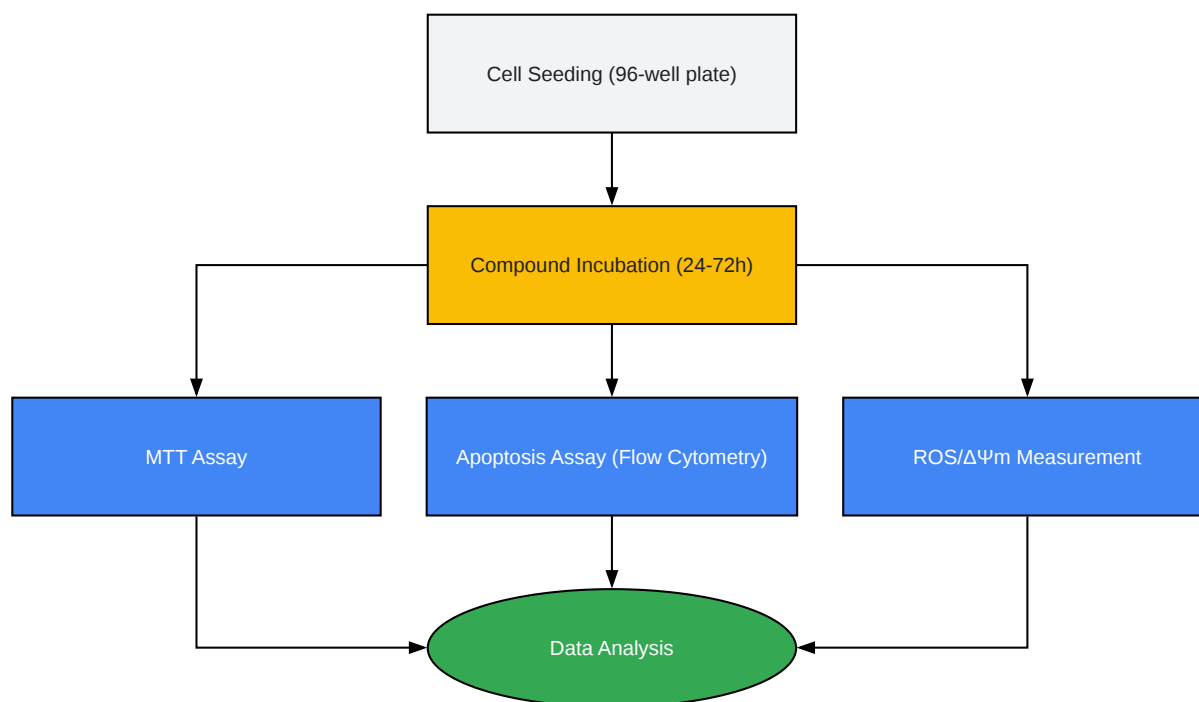 Cell Seeding (96-well plate)
Compound Incubation (24-72h)
MTT Assay
Apoptosis Assay (Flow Cytometry)
ROS/ΔΨm Measurement
Data Analysis